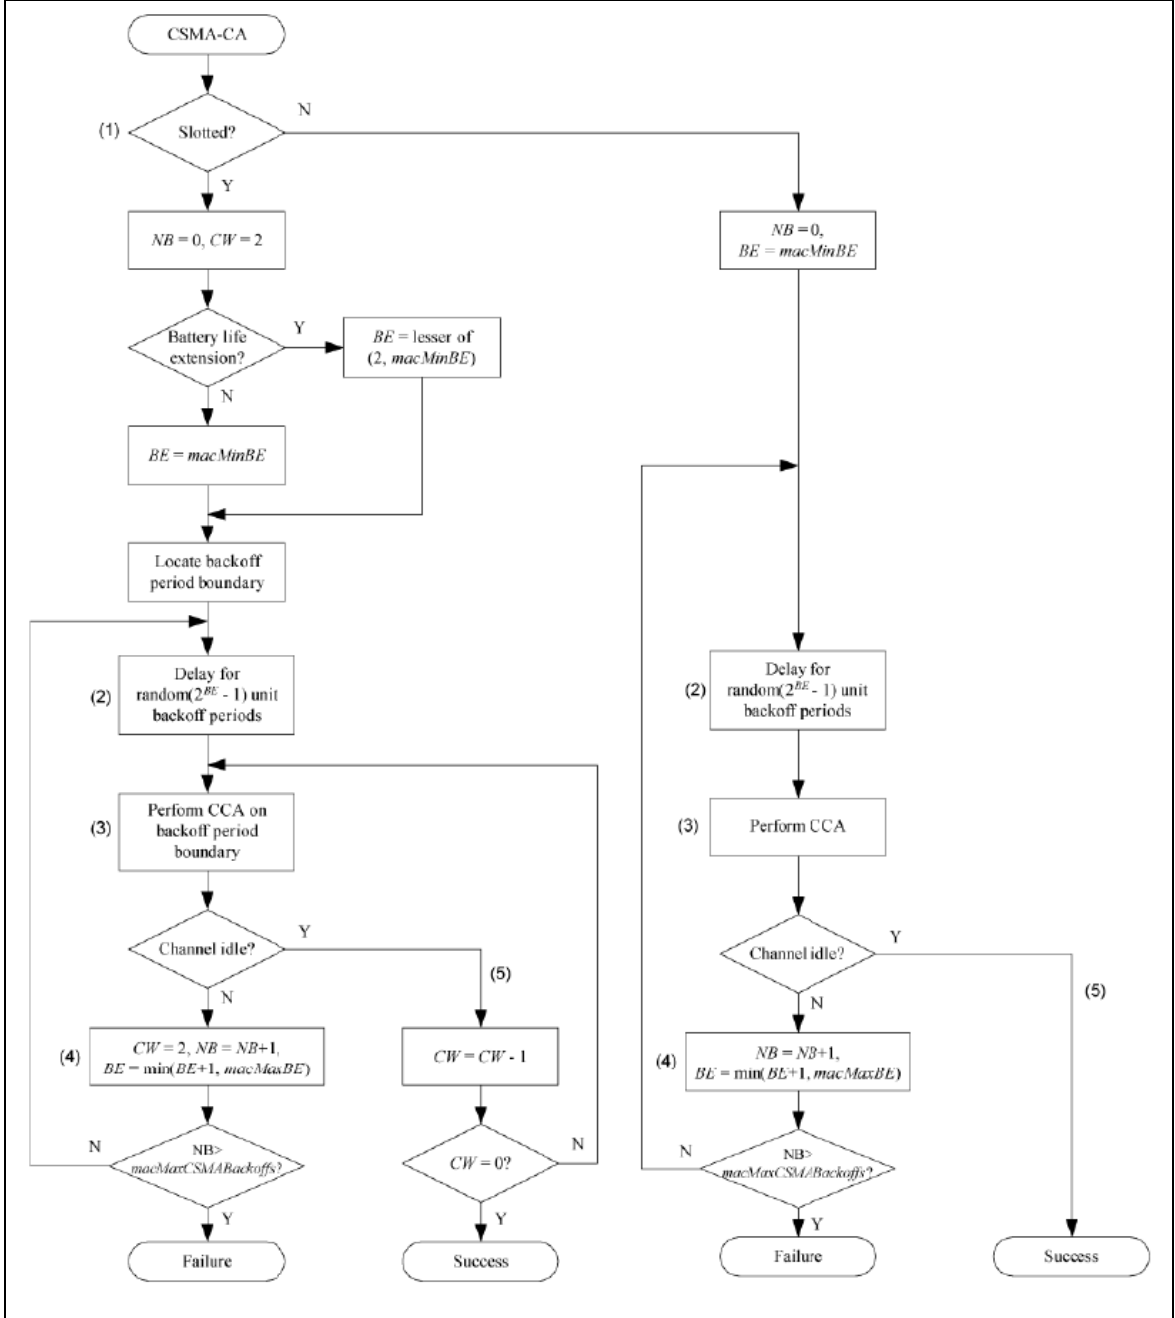 CSMA-CA
(1)
Slotted?
N
Y
NB = 0, CW = 2
Battery life
extension?
Y
BE = lesser of
(2, macMinBE)
N
BE = macMinBE
Locate backoff
period boundary
(2)
Delay for
random(2^BE - 1) unit
backoff periods
(3)
Perform CCA on
backoff period
boundary
Channel idle?
Y
(5)
N
(4)
CW = 2, NB = NB+1,
BE = min(BE+1, macMaxBE)
CW = CW - 1
N
NB>
macMaxCSMABackoffs?
Y
Failure
CW = 0?
N
Y
Success
NB = 0,
BE = macMinBE
(2)
Delay for
random(2^BE - 1) unit
backoff periods
(3)
Perform CCA
Channel idle?
Y
(5)
N
(4)
NB = NB+1,
BE = min(BE+1, macMaxBE)
N
NB>
macMaxCSMABackoffs?
Y
Failure
Success